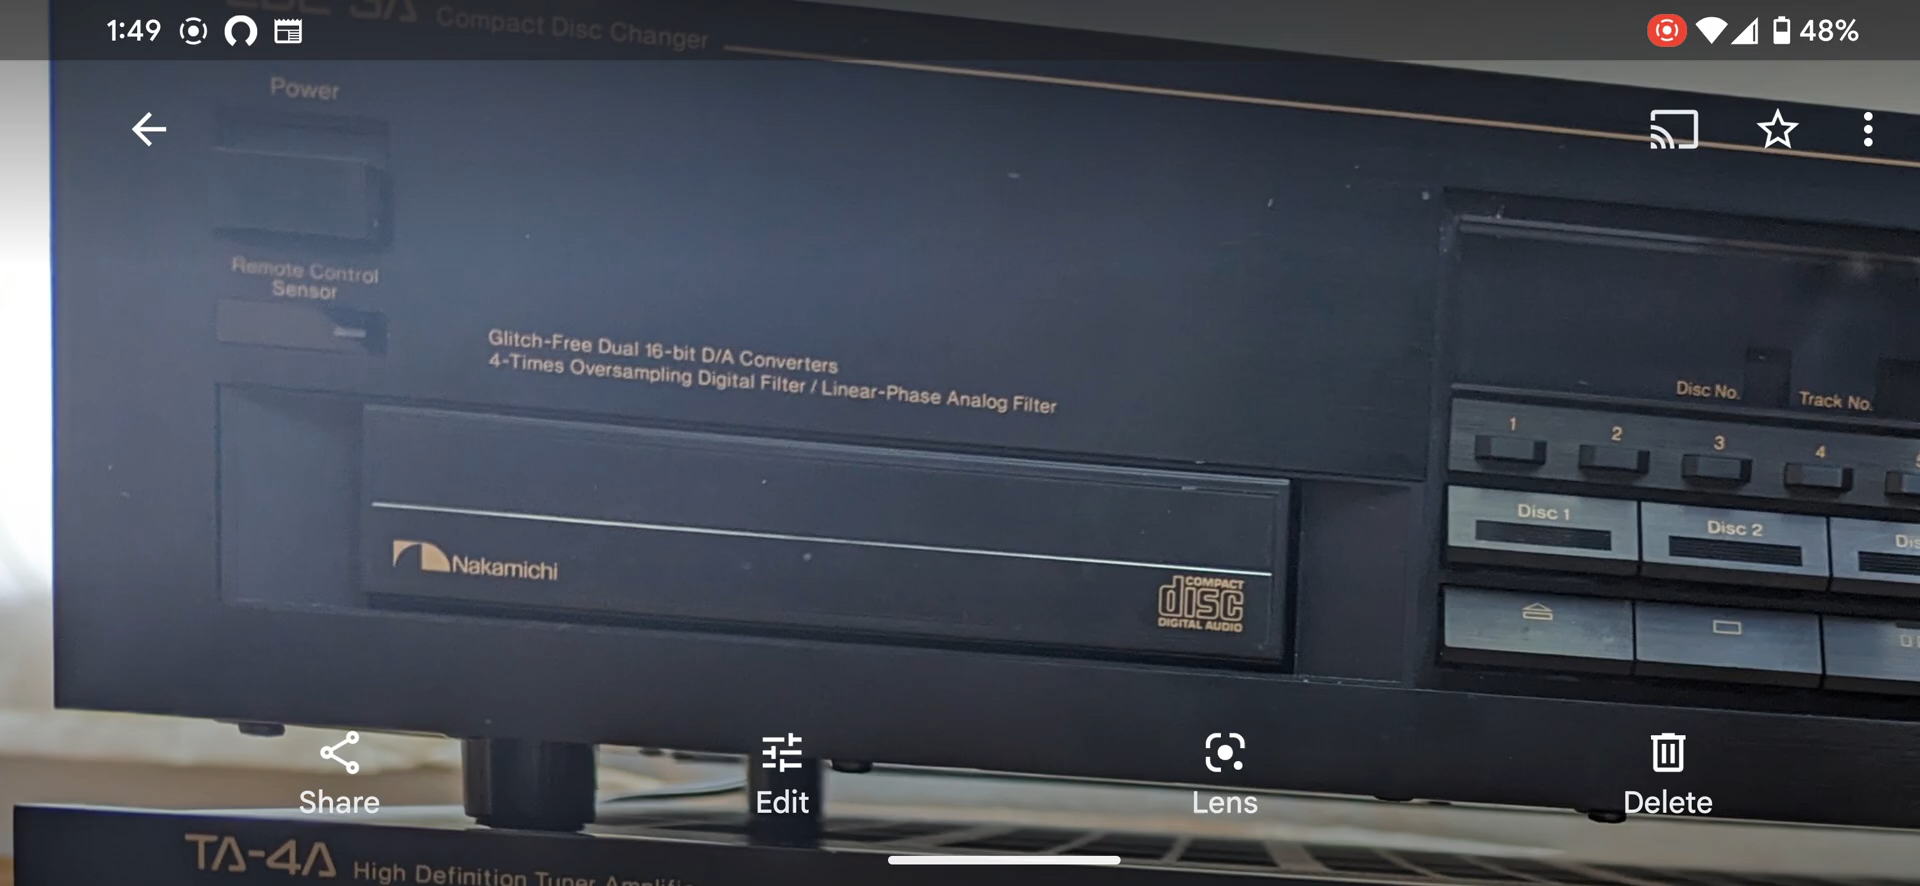 1:49
48%
Compact Disc Changer
Power
Remote Control
Sensor
Glitch-Free Dual 16-bit D/A Converters
4-Times Oversampling Digital Filter / Linear-Phase Analog Filter
Disc No.
Track No.
1
2
3
4
Disc 1
Disc 2
Nakamichi
COMPACT
disc
DIGITAL AUDIO
Share
Edit
Lens
Delete
TA-4A
High Definition Tuner